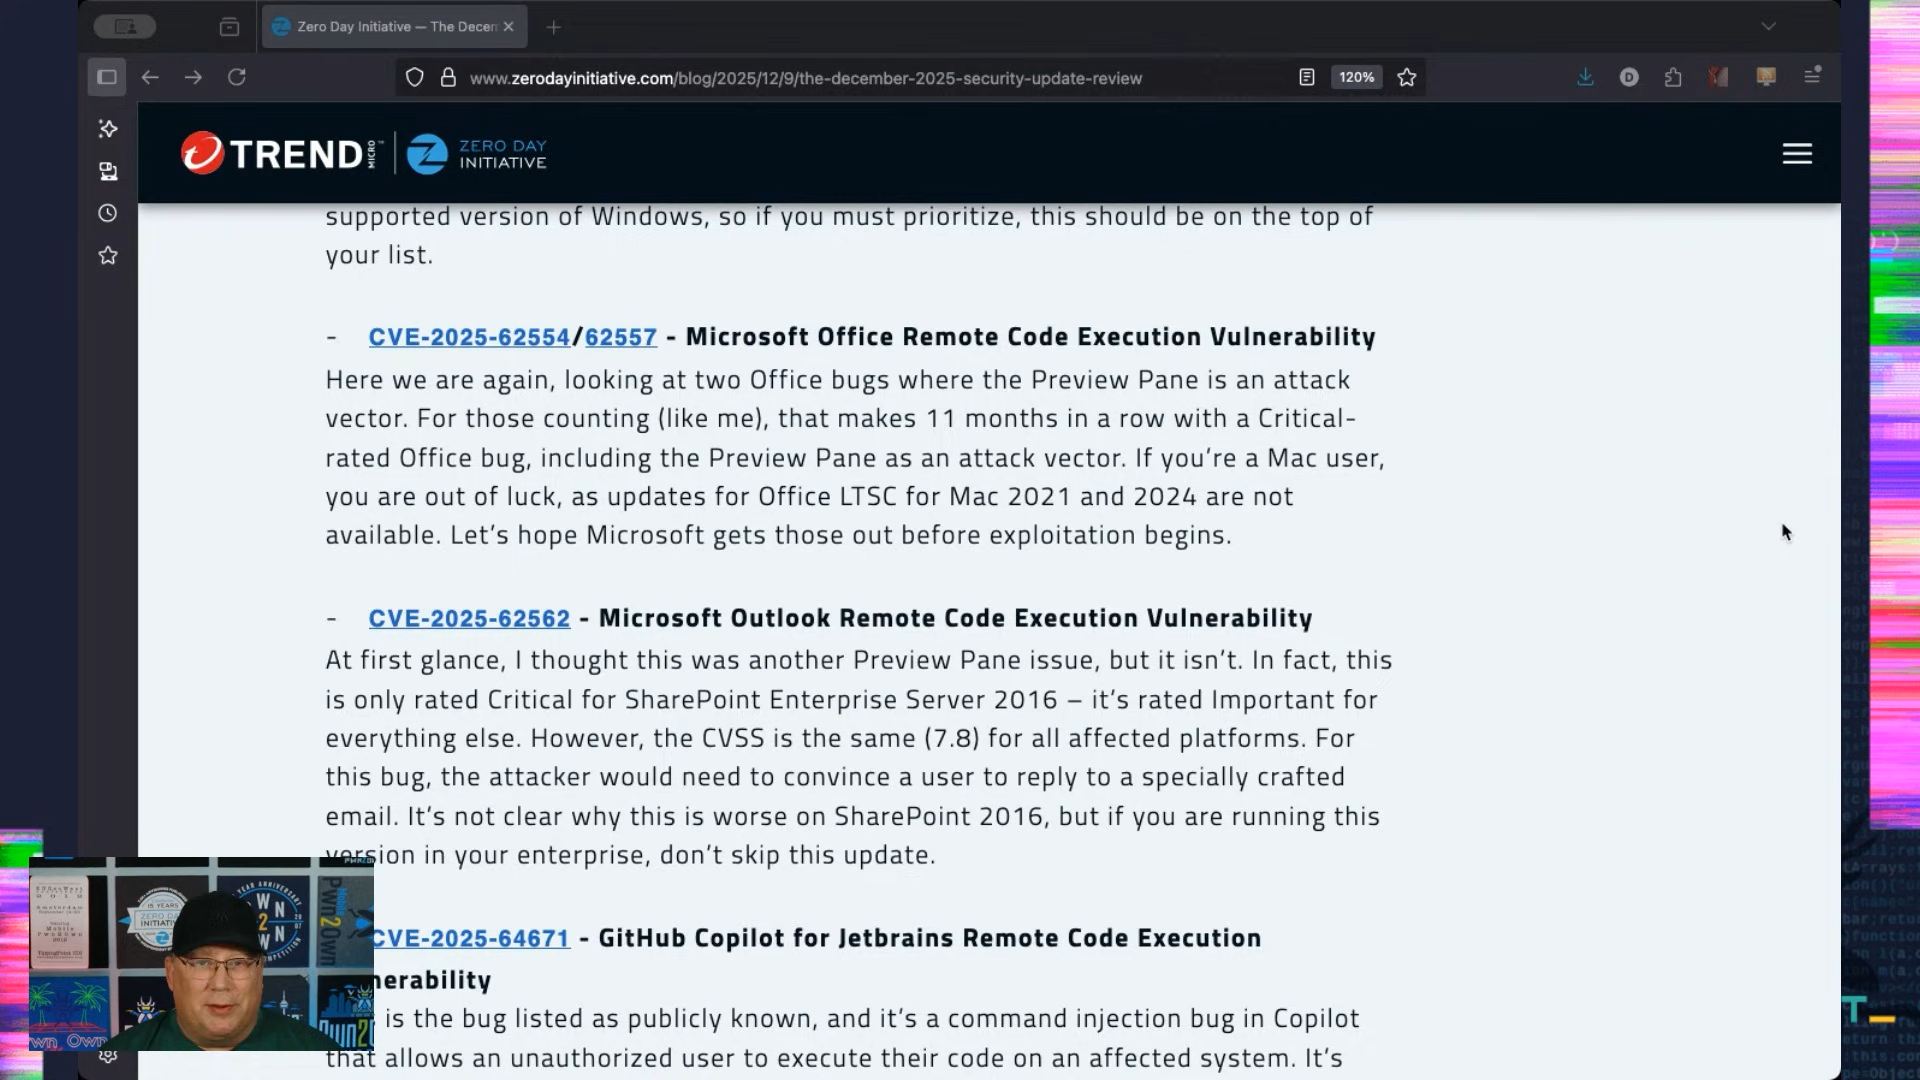 Zero Day Initiative — The Decem
www.zerodayinitiative.com/blog/2025/12/9/the-december-2025-security-update-review
120%
D
TREND MICRO™
ZERO DAY
INITIATIVE
supported version of Windows, so if you must prioritize, this should be on the top of
your list.
- CVE-2025-62554/62557 - Microsoft Office Remote Code Execution Vulnerability
Here we are again, looking at two Office bugs where the Preview Pane is an attack
vector. For those counting (like me), that makes 11 months in a row with a Critical-
rated Office bug, including the Preview Pane as an attack vector. If you’re a Mac user,
you are out of luck, as updates for Office LTSC for Mac 2021 and 2024 are not
available. Let’s hope Microsoft gets those out before exploitation begins.
- CVE-2025-62562 - Microsoft Outlook Remote Code Execution Vulnerability
At first glance, I thought this was another Preview Pane issue, but it isn’t. In fact, this
is only rated Critical for SharePoint Enterprise Server 2016 – it’s rated Important for
everything else. However, the CVSS is the same (7.8) for all affected platforms. For
this bug, the attacker would need to convince a user to reply to a specially crafted
email. It’s not clear why this is worse on SharePoint 2016, but if you are running this
version in your enterprise, don’t skip this update.
CVE-2025-64671 - GitHub Copilot for Jetbrains Remote Code Execution
nerability
is the bug listed as publicly known, and it’s a command injection bug in Copilot
that allows an unauthorized user to execute their code on an affected system. It’s